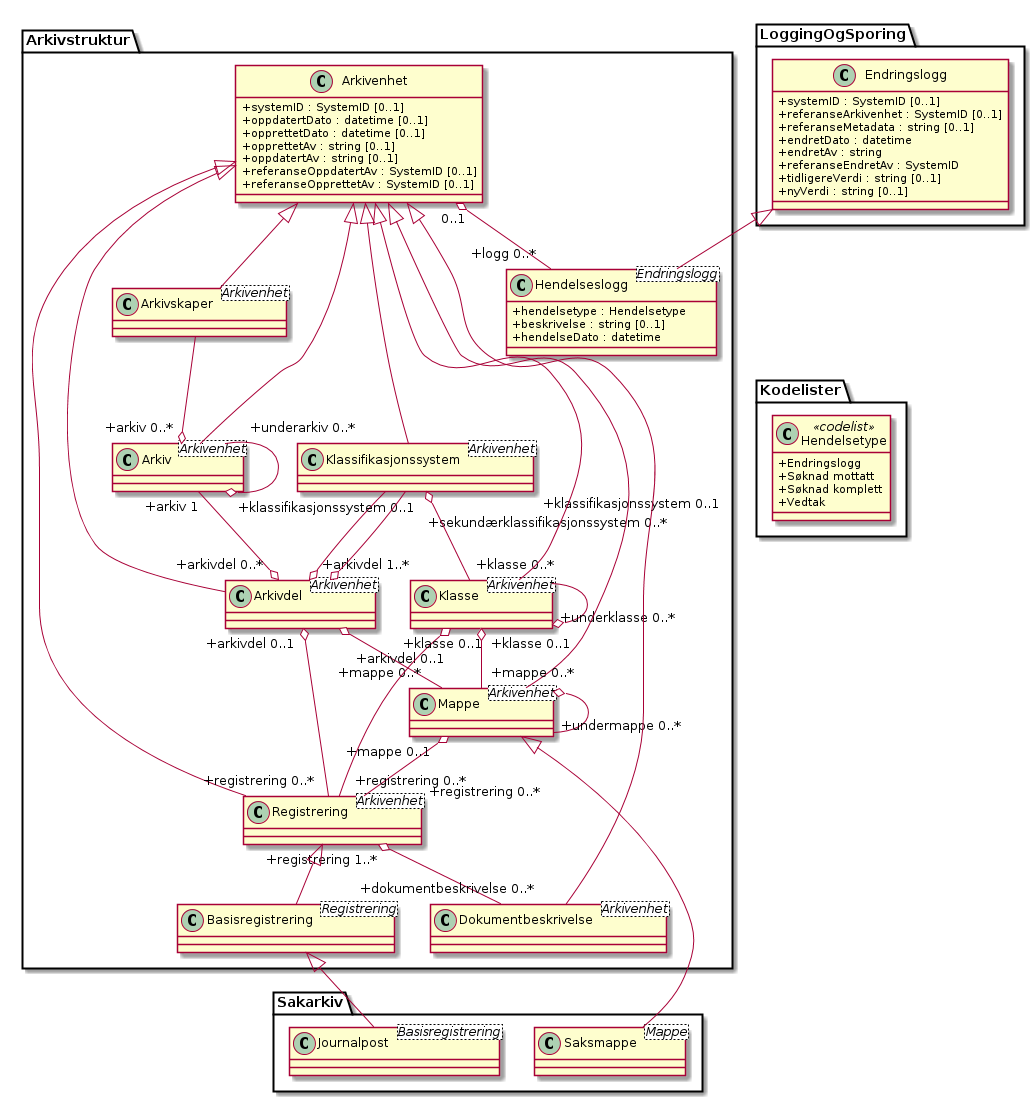 Arkivstruktur
LoggingOgSporing
C Arkivenhet
+systemID : SystemID [0..1]
+oppdatertDato : datetime [0..1]
+opprettetDato : datetime [0..1]
+opprettetAv : string [0..1]
+oppdatertAv : string [0..1]
+referanseOppdatertAv : SystemID [0..1]
+referanseOpprettetAv : SystemID [0..1]
C Endringslogg
+systemID : SystemID [0..1]
+referanseArkivenhet : SystemID [0..1]
+referanseMetadata : string [0..1]
+endretDato : datetime
+endretAv : string
+referanseEndretAv : SystemID
+tidligereVerdi : string [0..1]
+nyVerdi : string [0..1]
0..1
+logg 0..*
Endringslogg
C Hendelseslogg
+hendelsetype : Hendelsetype
+beskrivelse : string [0..1]
+hendelseDato : datetime
Arkivenhet
C Arkivskaper
Kodelister
«codelist»
C Hendelsetype
+Endringslogg
+Søknad mottatt
+Søknad komplett
+Vedtak
+arkiv 0..*
+underarkiv 0..*
Arkivenhet
C Arkiv
Arkivenhet
C Klassifikasjonssystem
+arkiv 1
+klassifikasjonssystem 0..1
+klassifikasjonssystem 0..1
+sekundærklassifikasjonssystem 0..*
+arkivdel 0..*
+arkivdel 1..*
+klasse 0..*
Arkivenhet
C Arkivdel
Arkivenhet
C Klasse
+underklasse 0..*
+arkivdel 0..1
+klasse 0..1
+klasse 0..1
+arkivdel 0..1
+mappe 0..*
+mappe 0..*
Arkivenhet
C Mappe
+undermappe 0..*
+mappe 0..1
+registrering 0..*
+registrering 0..*
+registrering 0..*
Arkivenhet
C Registrering
+registrering 1..*
+dokumentbeskrivelse 0..*
Registrering
C Basisregistrering
Arkivenhet
C Dokumentbeskrivelse
Sakarkiv
Basisregistrering
C Journalpost
Mappe
C Saksmappe